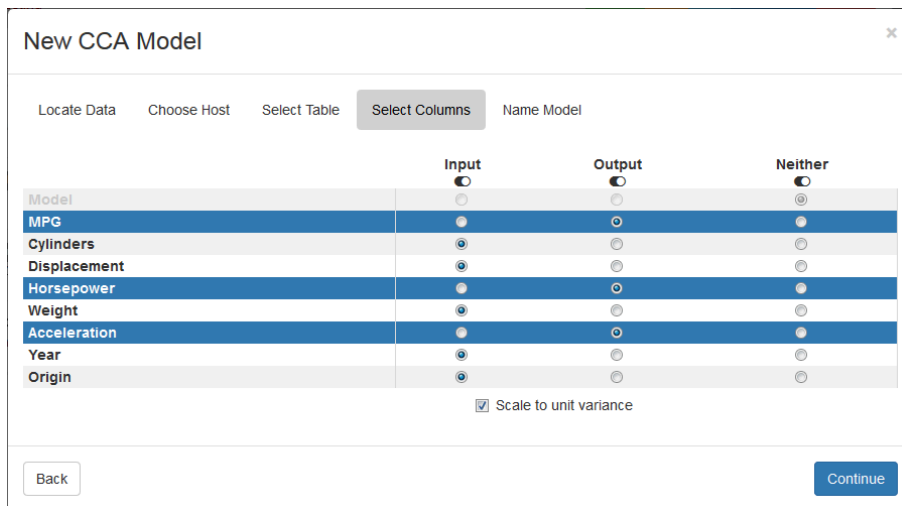 New CCA Model
×
Locate Data Choose Host Select Table Select Columns Name Model
Input Output Neither
Model
MPG
Cylinders
Displacement
Horsepower
Weight
Acceleration
Year
Origin
Scale to unit variance
Back Continue